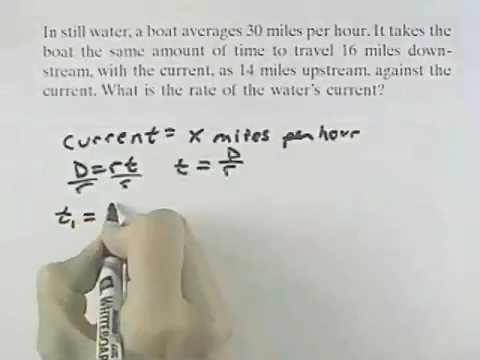 In still water, a boat averages 30 miles per hour. It takes the
boat the same amount of time to travel 16 miles down-
stream, with the current, as 14 miles upstream, against the
current. What is the rate of the water's current?
current = x miles per hour
D = rt t = D
r r r
t₁ =
WHITEBOARD